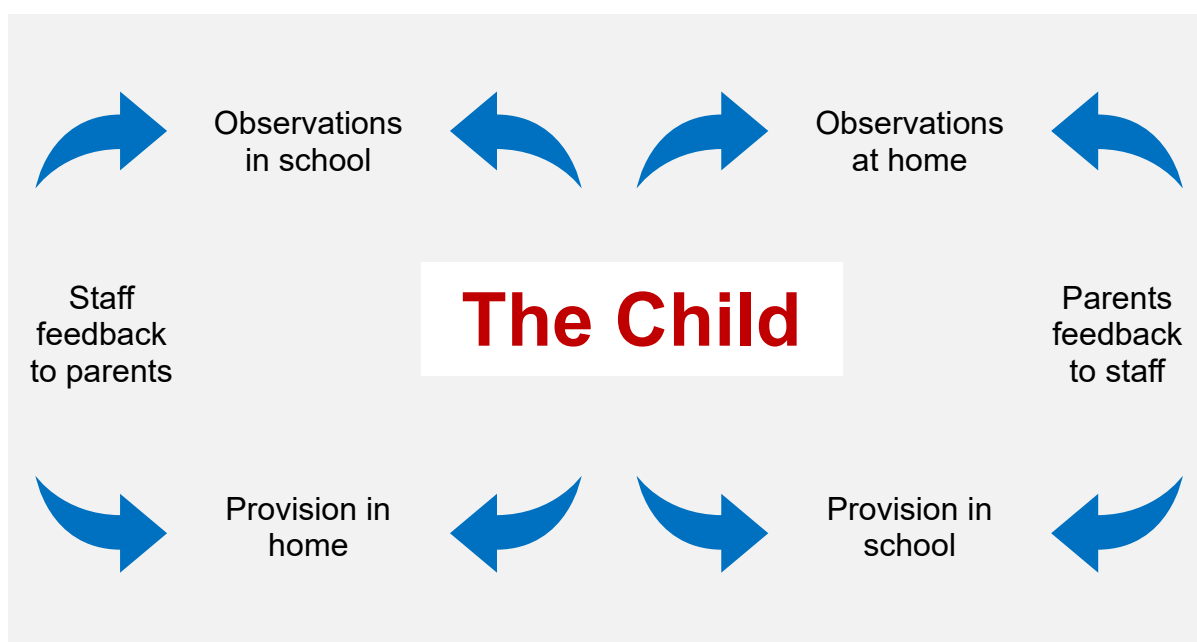 Observations
in school
Observations
at home
Staff
feedback
to parents
The Child
Parents
feedback
to staff
Provision in
home
Provision in
school